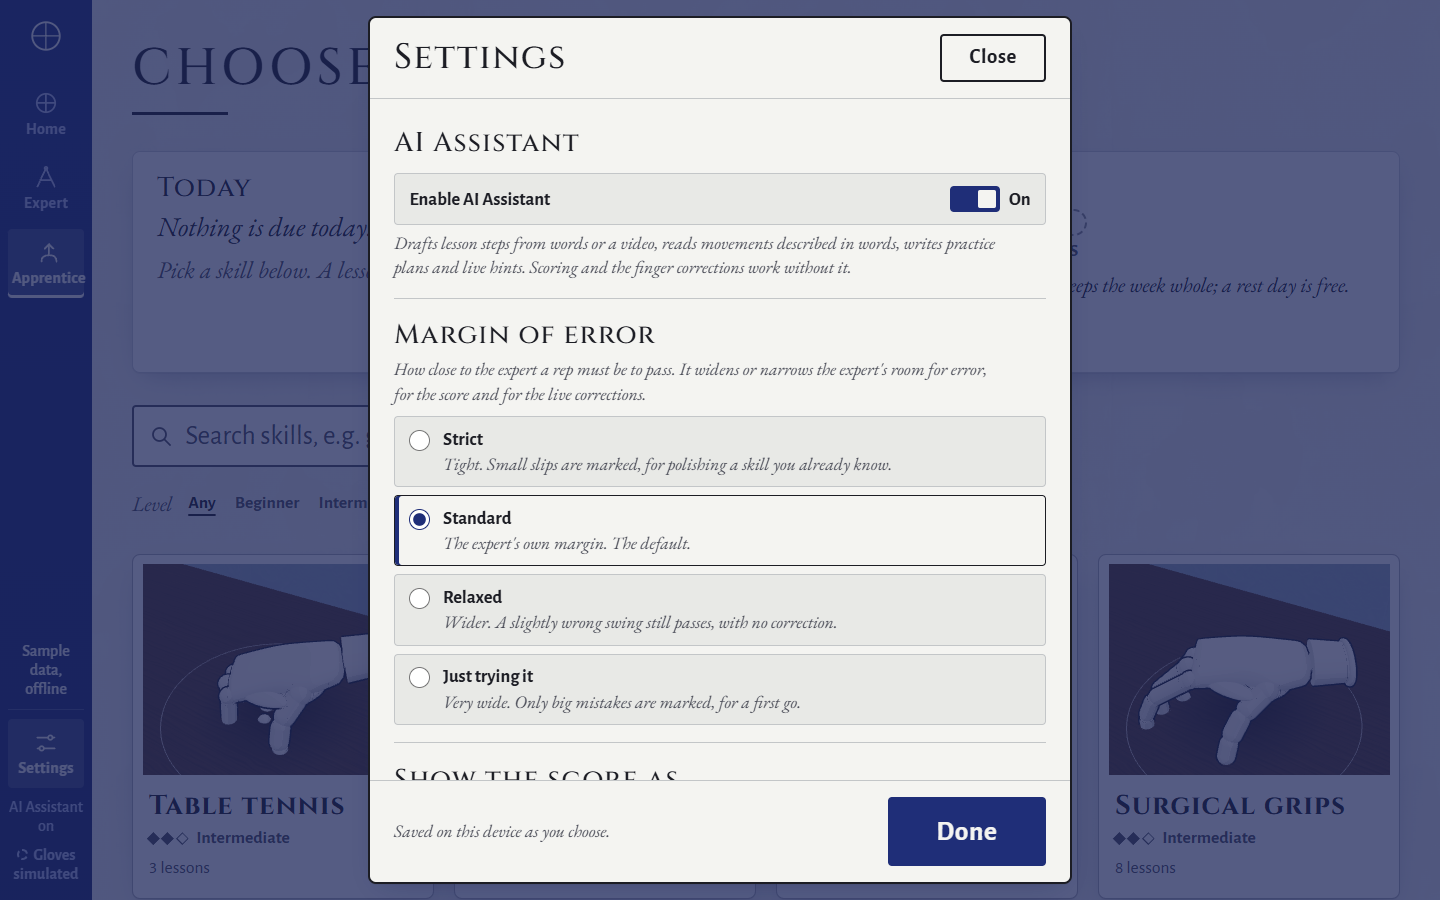 Home
Expert
Apprentice
Sample
data,
offline
Settings
AI Assistant
on
Gloves
simulated
CHOOSE
TODAY
Nothing is due today
Pick a skill below. A
keeps the week whole; a rest day is free.
Search skills, e.g.
Level Any Beginner
TABLE TENNIS
Intermediate
3 lessons
SURGICAL GRIPS
Intermediate
8 lessons
SETTINGS
Close
AI ASSISTANT
Enable AI Assistant
On
Drafts lesson steps from words or a video, reads movements described in words, writes practice
plans and live hints. Scoring and the finger corrections work without it.
MARGIN OF ERROR
How close to the expert a rep must be to pass. It widens or narrows the expert's room for error,
for the score and for the live corrections.
Strict
Tight. Small slips are marked, for polishing a skill you already know.
Standard
The expert's own margin. The default.
Relaxed
Wider. A slightly wrong swing still passes, with no correction.
Just trying it
Very wide. Only big mistakes are marked, for a first go.
SHOW THE SCORE AS
Saved on this device as you choose.
Done